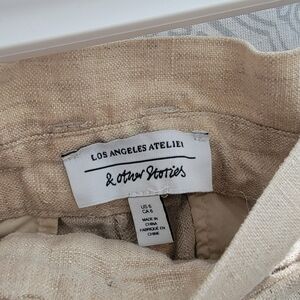 LOS ANGELES ATELIER
& Other Stories
US 6
CA 6
MADE IN
CHINA
FABRIQUÉ EN
CHINE